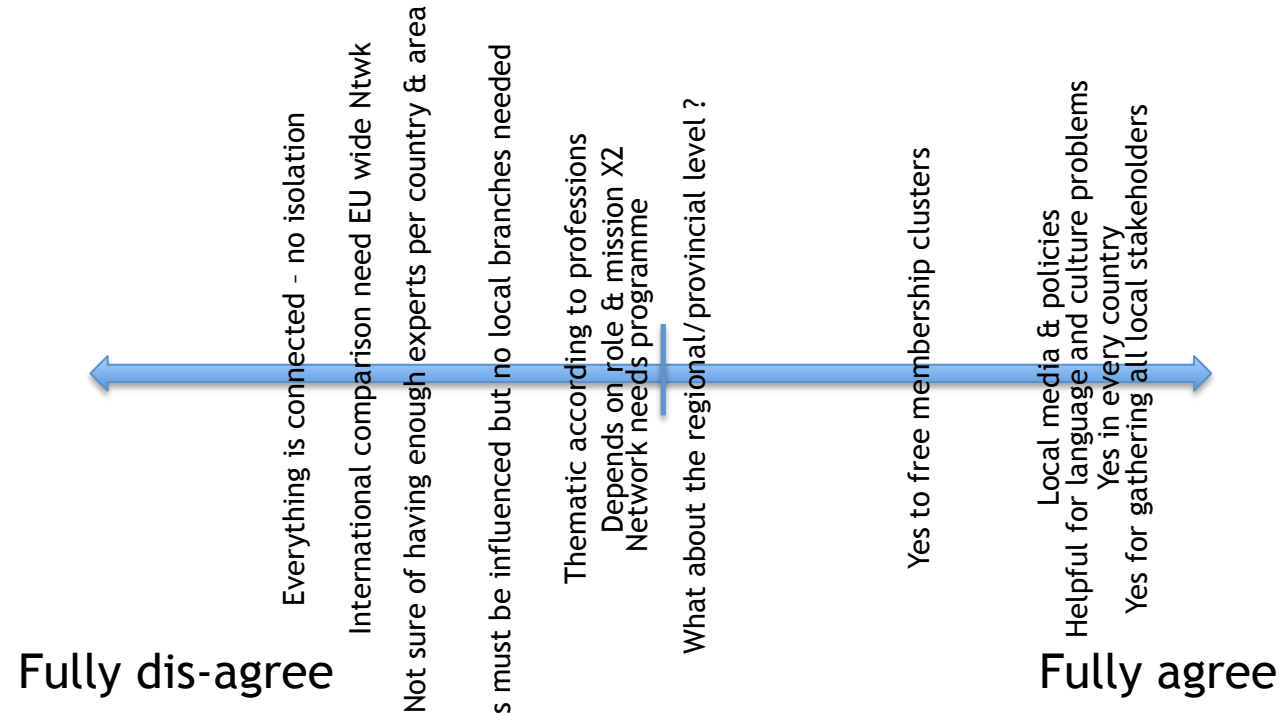 Everything is connected - no isolation
International comparison need EU wide Ntwk
Not sure of having enough experts per country & area
must be influenced but no local branches needed
Thematic according to professions
Depends on role & mission X2
Network needs programme
What about the regional/provincial level ?
Yes to free membership clusters
Local media & policies
Helpful for language and culture problems
Yes in every country
Yes for gathering all local stakeholders
Fully dis-agree
Fully agree